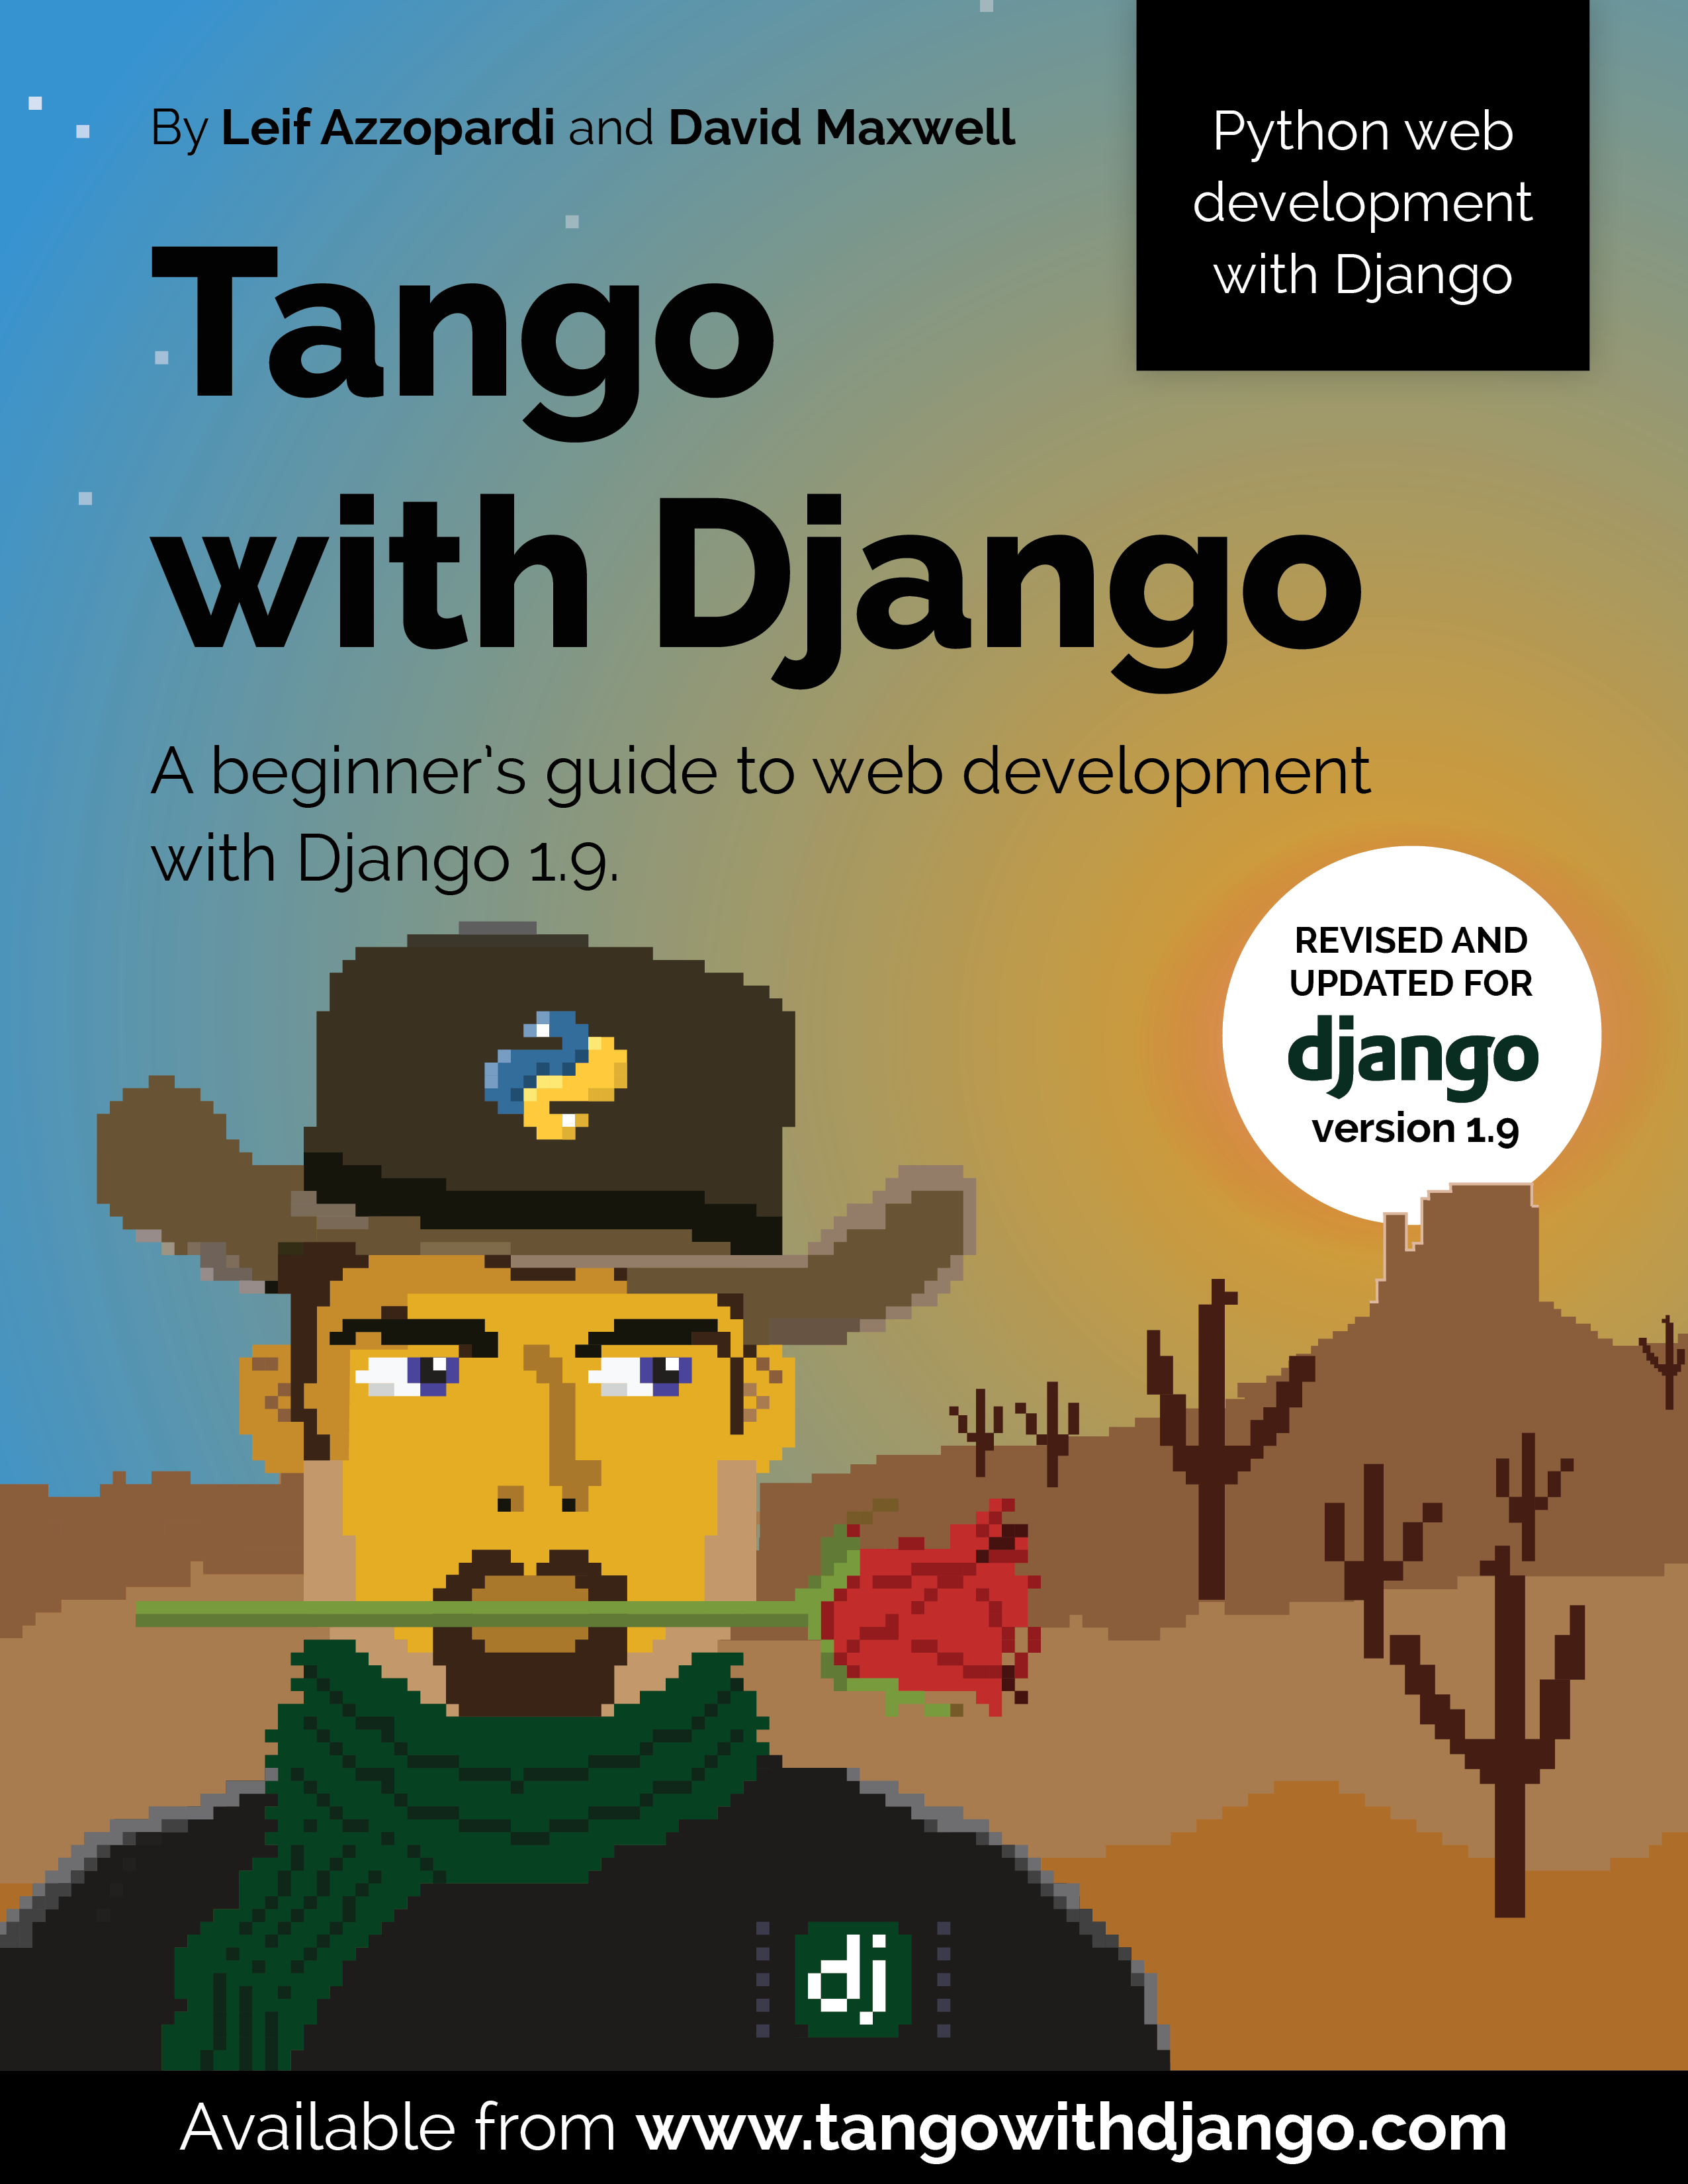 By Leif Azzopardi and David Maxwell
Python web
development
with Django
Tango
with Django
A beginner's guide to web development
with Django 1.9.
REVISED AND
UPDATED FOR
django
version 1.9
dj
Available from www.tangowithdjango.com